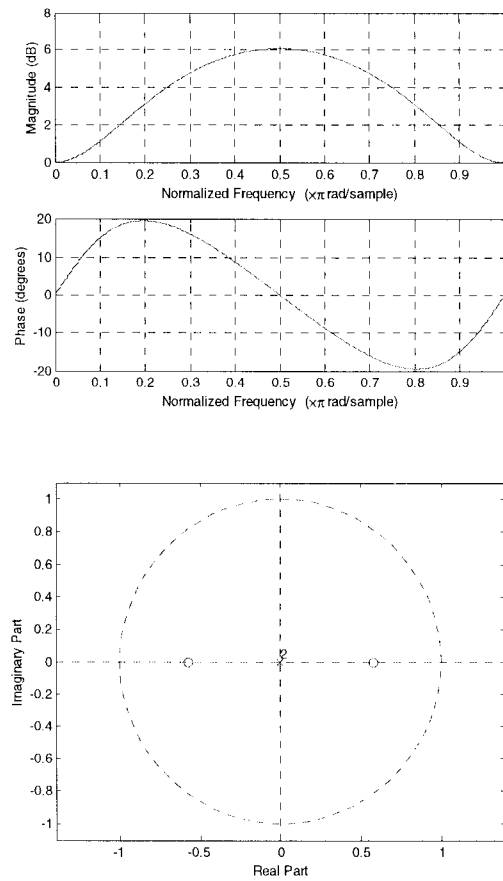 8
6
4
2
0
Magnitude (dB)
0 0.1 0.2 0.3 0.4 0.5 0.6 0.7 0.8 0.9
Normalized Frequency (×π rad/sample)
20
10
0
-10
-20
Phase (degrees)
0 0.1 0.2 0.3 0.4 0.5 0.6 0.7 0.8 0.9
Normalized Frequency (×π rad/sample)
1
0.8
0.6
0.4
0.2
0
-0.2
-0.4
-0.6
-0.8
-1
Imaginary Part
2
-1 -0.5 0 0.5 1
Real Part